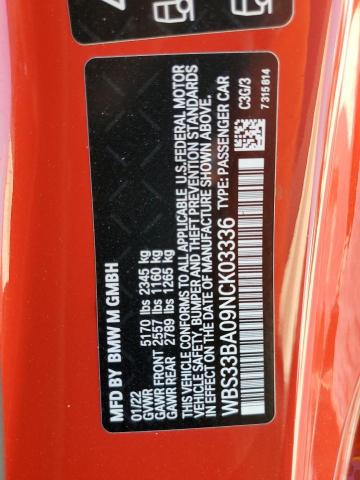 MFD BY BMW M GMBH
01/22
GVWR 5170 lbs 2345 kg
GAWR FRONT 2557 lbs 1160 kg
GAWR REAR 2789 lbs 1265 kg
THIS VEHICLE CONFORMS TO ALL APPLICABLE U.S. FEDERAL MOTOR
VEHICLE SAFETY, BUMPER AND THEFT PREVENTION STANDARDS
IN EFFECT ON THE DATE OF MANUFACTURE SHOWN ABOVE.
WBS33BA09NCK03336 TYPE: PASSENGER CAR
C3G/3
7 315 814